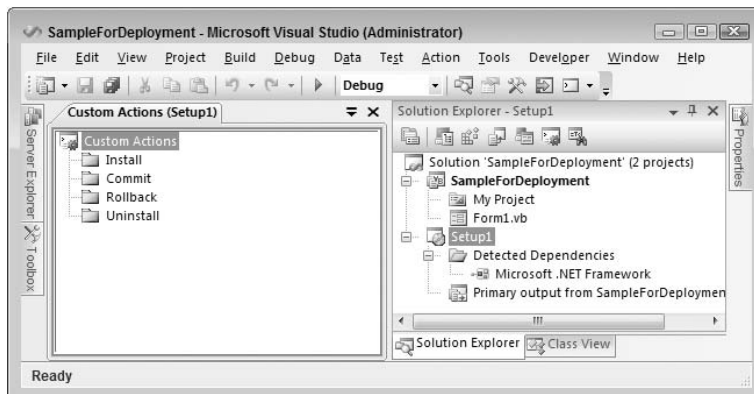 SampleForDeployment - Microsoft Visual Studio (Administrator)
File Edit View Project Build Debug Data Test Action Tools Developer Window Help
Debug
Server Explorer
Toolbox
Custom Actions (Setup1)
Custom Actions
Install
Commit
Rollback
Uninstall
Solution Explorer - Setup1
Solution 'SampleForDeployment' (2 projects)
SampleForDeployment
My Project
Form1.vb
Setup1
Detected Dependencies
Microsoft .NET Framework
Primary output from SampleForDeploymen
Solution Explorer
Class View
Properties
Ready